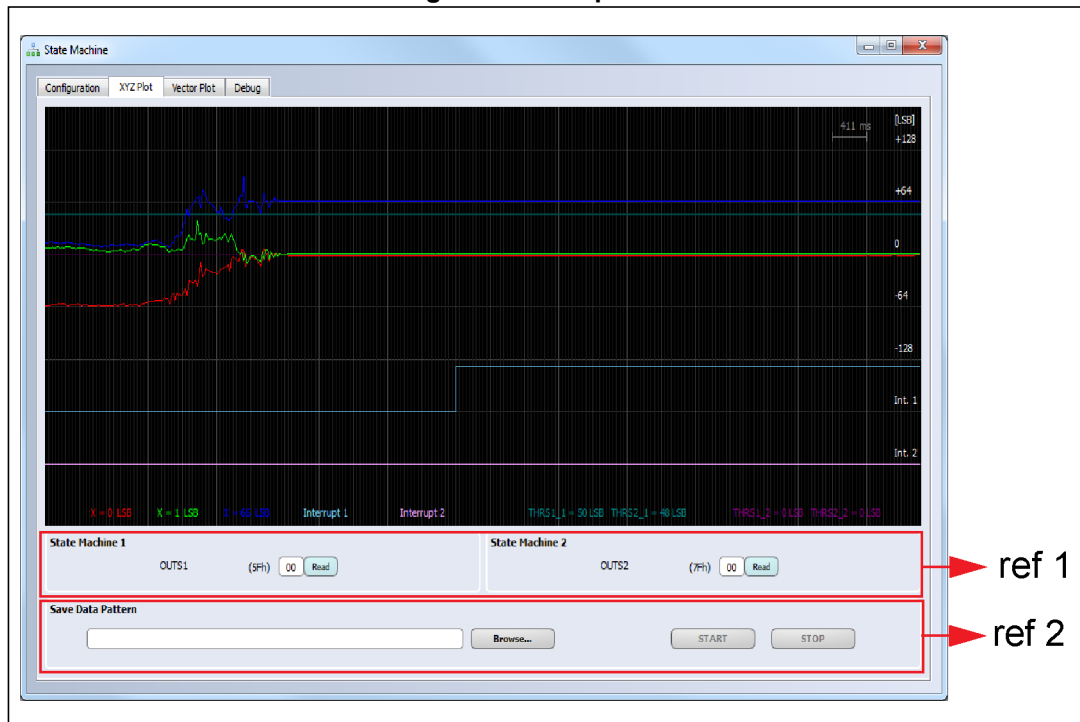 State Machine
Configuration XYZ Plot Vector Plot Debug
411 ms
[LSB]
+128
+64
0
-64
-128
Int. 1
Int. 2
X = 0 LSB X = 1 LSB X = 66 LSB Interrupt 1 Interrupt 2 THRS1_1 = 50 LSB THRS2_1 = 48 LSB THRS1_2 = 0 LSB THRS2_2 = 0 LSB
State Machine 1
OUTS1 (5Fh) 00 Read
State Machine 2
OUTS2 (7Fh) 00 Read
ref 1
Save Data Pattern
Browse... START STOP
ref 2